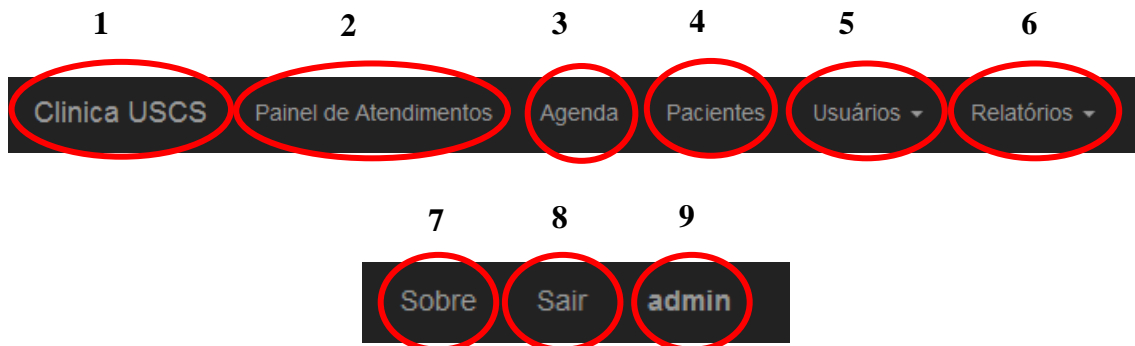 1 2 3 4 5 6
Clinica USCS Painel de Atendimentos Agenda Pacientes Usuários Relatórios
7 8 9
Sobre Sair admin